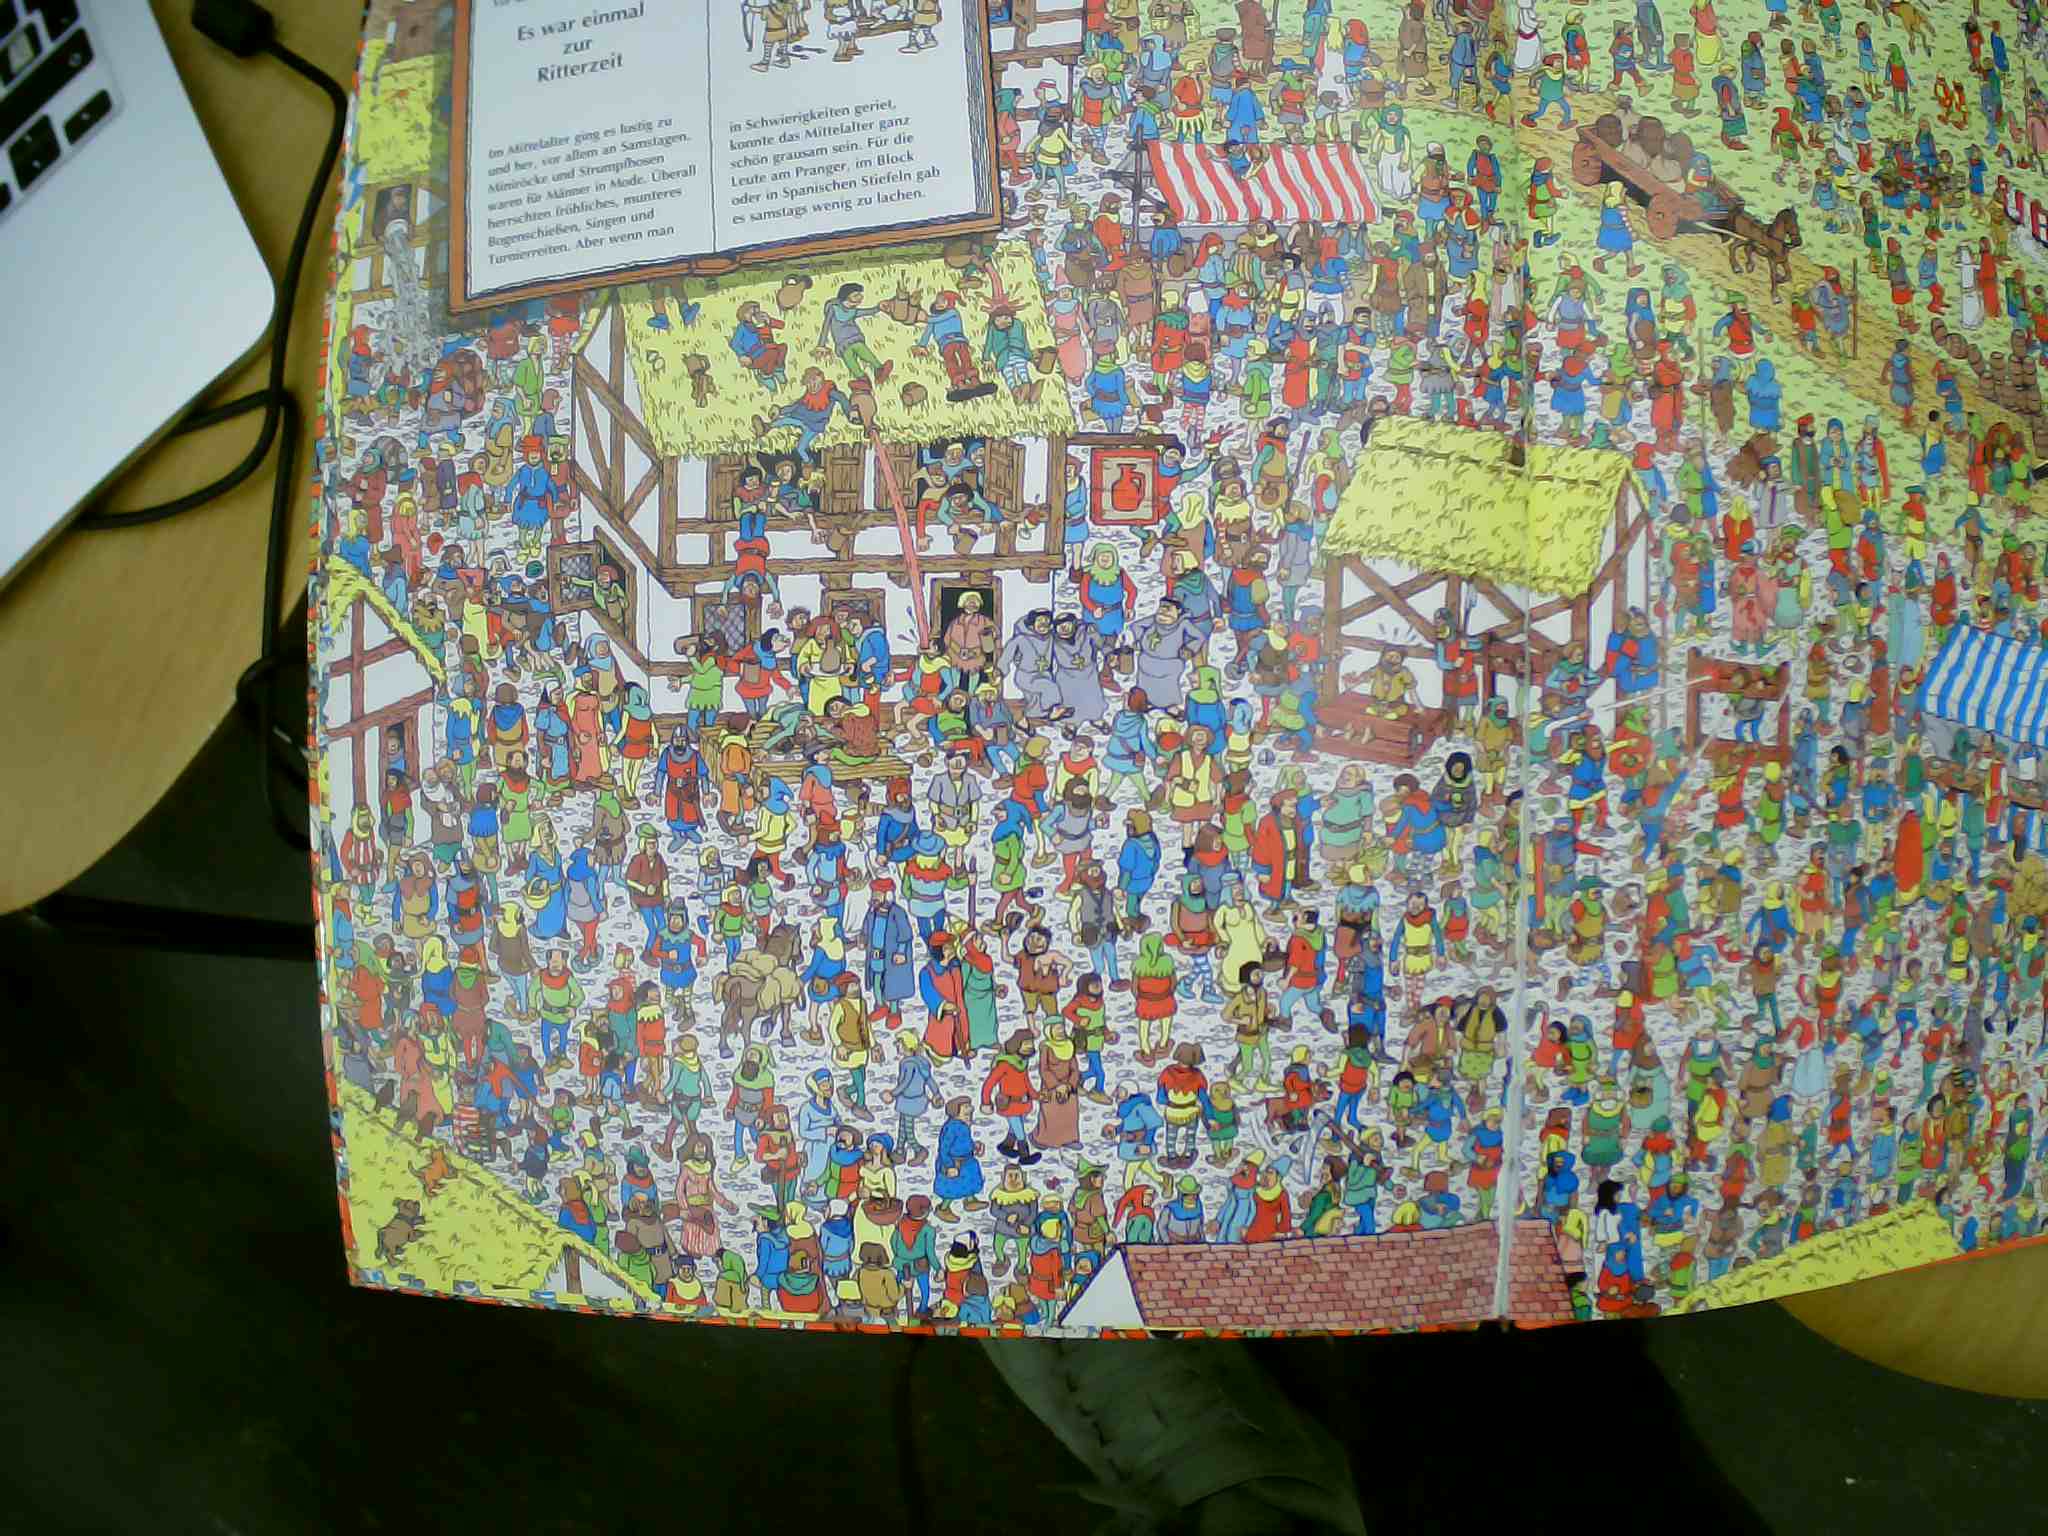 Es war einmal
zur
Ritterzeit
Im Mittelalter ging es lustig zu
und her, vor allem an Samstagen.
Miniröcke und Strumpfhosen
waren für Männer in Mode. Überall
herrschten fröhliches, munteres
Bogenschießen, Singen und
Turnierreiten. Aber wenn man
in Schwierigkeiten geriet,
konnte das Mittelalter ganz
schön grausam sein. Für die
Leute am Pranger, im Block
oder in Spanischen Stiefeln gab
es samstags wenig zu lachen.